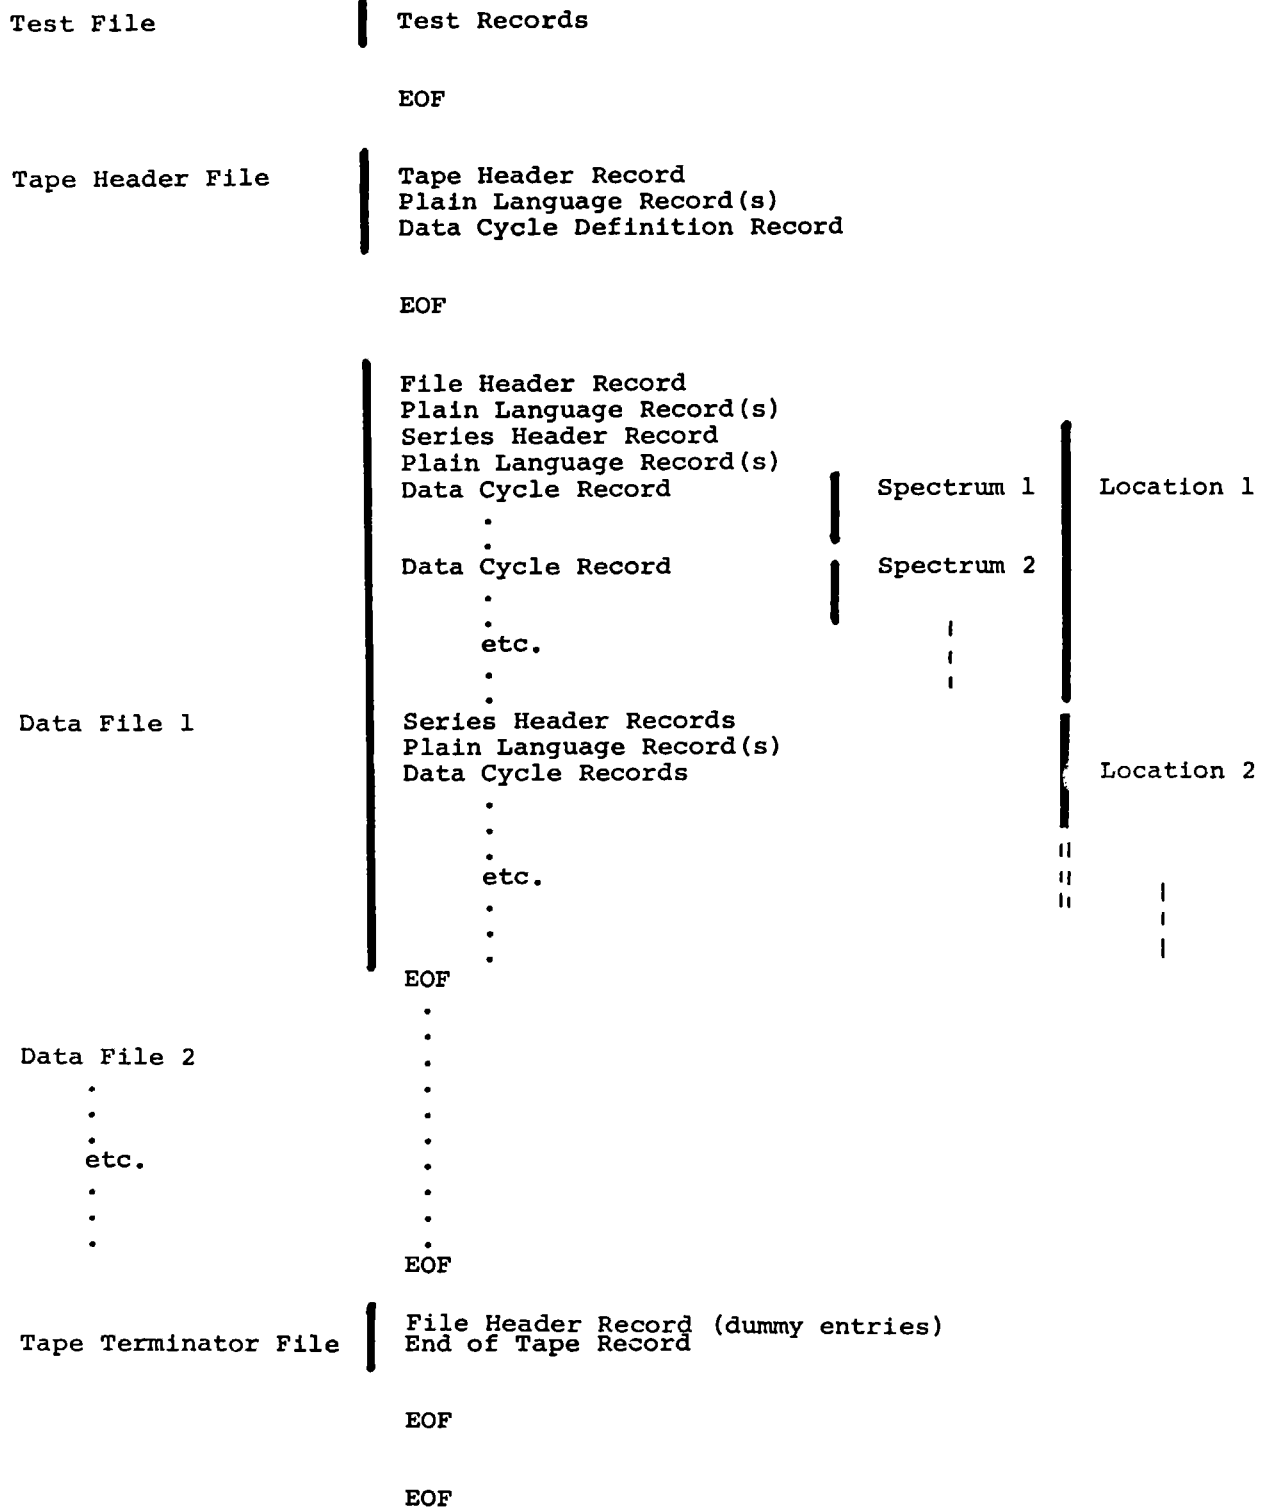 Test File Test Records
EOF
Tape Header File Tape Header Record
Plain Language Record(s)
Data Cycle Definition Record
EOF
File Header Record
Plain Language Record(s)
Series Header Record
Plain Language Record(s)
Data Cycle Record Spectrum 1 Location 1
.
.
Data Cycle Record Spectrum 2
.
.
etc.
.
.
Data File 1 Series Header Records
Plain Language Record(s)
Data Cycle Records Location 2
.
.
.
etc.
.
.
.
EOF
.
.
Data File 2 .
. .
. .
. .
etc. .
. .
. .
. .
EOF
File Header Record (dummy entries)
Tape Terminator File End of Tape Record
EOF
EOF